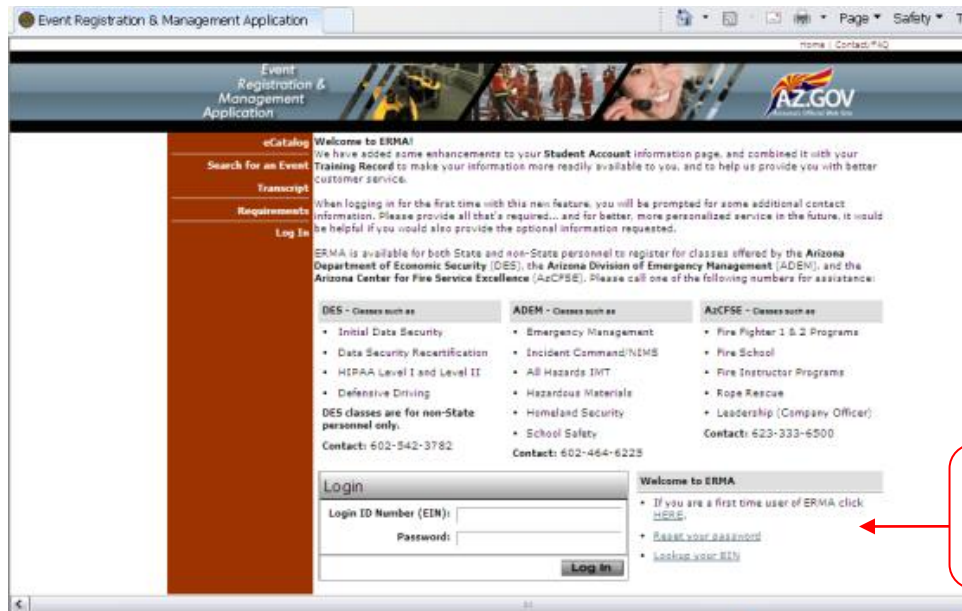 Event Registration & Management Application
Page Safety T
Home | Contact/FAQ
Event
Registration &
Management
Application
AZ.GOV
Arizona's Official Web Site
eCatalog
Search for an Event
Transcript
Requirements
Log In
Welcome to ERMA!
We have added some enhancements to your Student Account information page, and combined it with your
Training Record to make your information more readily available to you, and to help us provide you with better
customer service.
When logging in for the first time with this new feature, you will be prompted for some additional contact
information. Please provide all that's required... and for better, more personalized service in the future, it would
be helpful if you would also provide the optional information requested.
ERMA is available for both State and non-State personnel to register for classes offered by the Arizona
Department of Economic Security (DES), the Arizona Division of Emergency Management (ADEM), and the
Arizona Center for Fire Service Excellence (AzCFSE). Please call one of the following numbers for assistance:
DES - Classes such as
• Initial Data Security
• Data Security Recertification
• HIPAA Level I and Level II
• Defensive Driving
DES classes are for non-State
personnel only.
Contact: 602-542-3782
ADEM - Classes such as
• Emergency Management
• Incident Command/NIMS
• All Hazards IMT
• Hazardous Materials
• Homeland Security
• School Safety
Contact: 602-464-6225
AzCFSE - Classes such as
• Fire Fighter 1 & 2 Programs
• Fire School
• Fire Instructor Programs
• Rope Rescue
• Leadership (Company Officer)
Contact: 623-333-6500
Login
Login ID Number (EIN):
Password:
Log In
Welcome to ERMA
• If you are a first time user of ERMA click
HERE.
• Reset your password
• Lookup your EIN